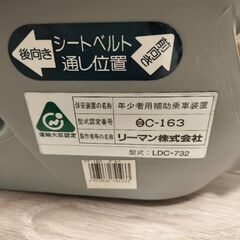 後向き
シートベルト
通し位置
前向き
保安装置の名称 年少者用補助乗車装置
型式認定番号 自C-163
製作者等の名称 リーマン株式会社
型式: LDC-732
運輸大臣認定